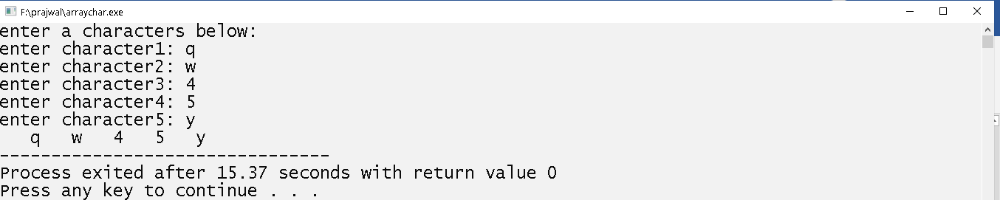 F:\prajwal\arraychar.exe
enter a characters below:
enter character1: q
enter character2: w
enter character3: 4
enter character4: 5
enter character5: y
   q   w   4   5   y
--------------------------------
Process exited after 15.37 seconds with return value 0
Press any key to continue . . .